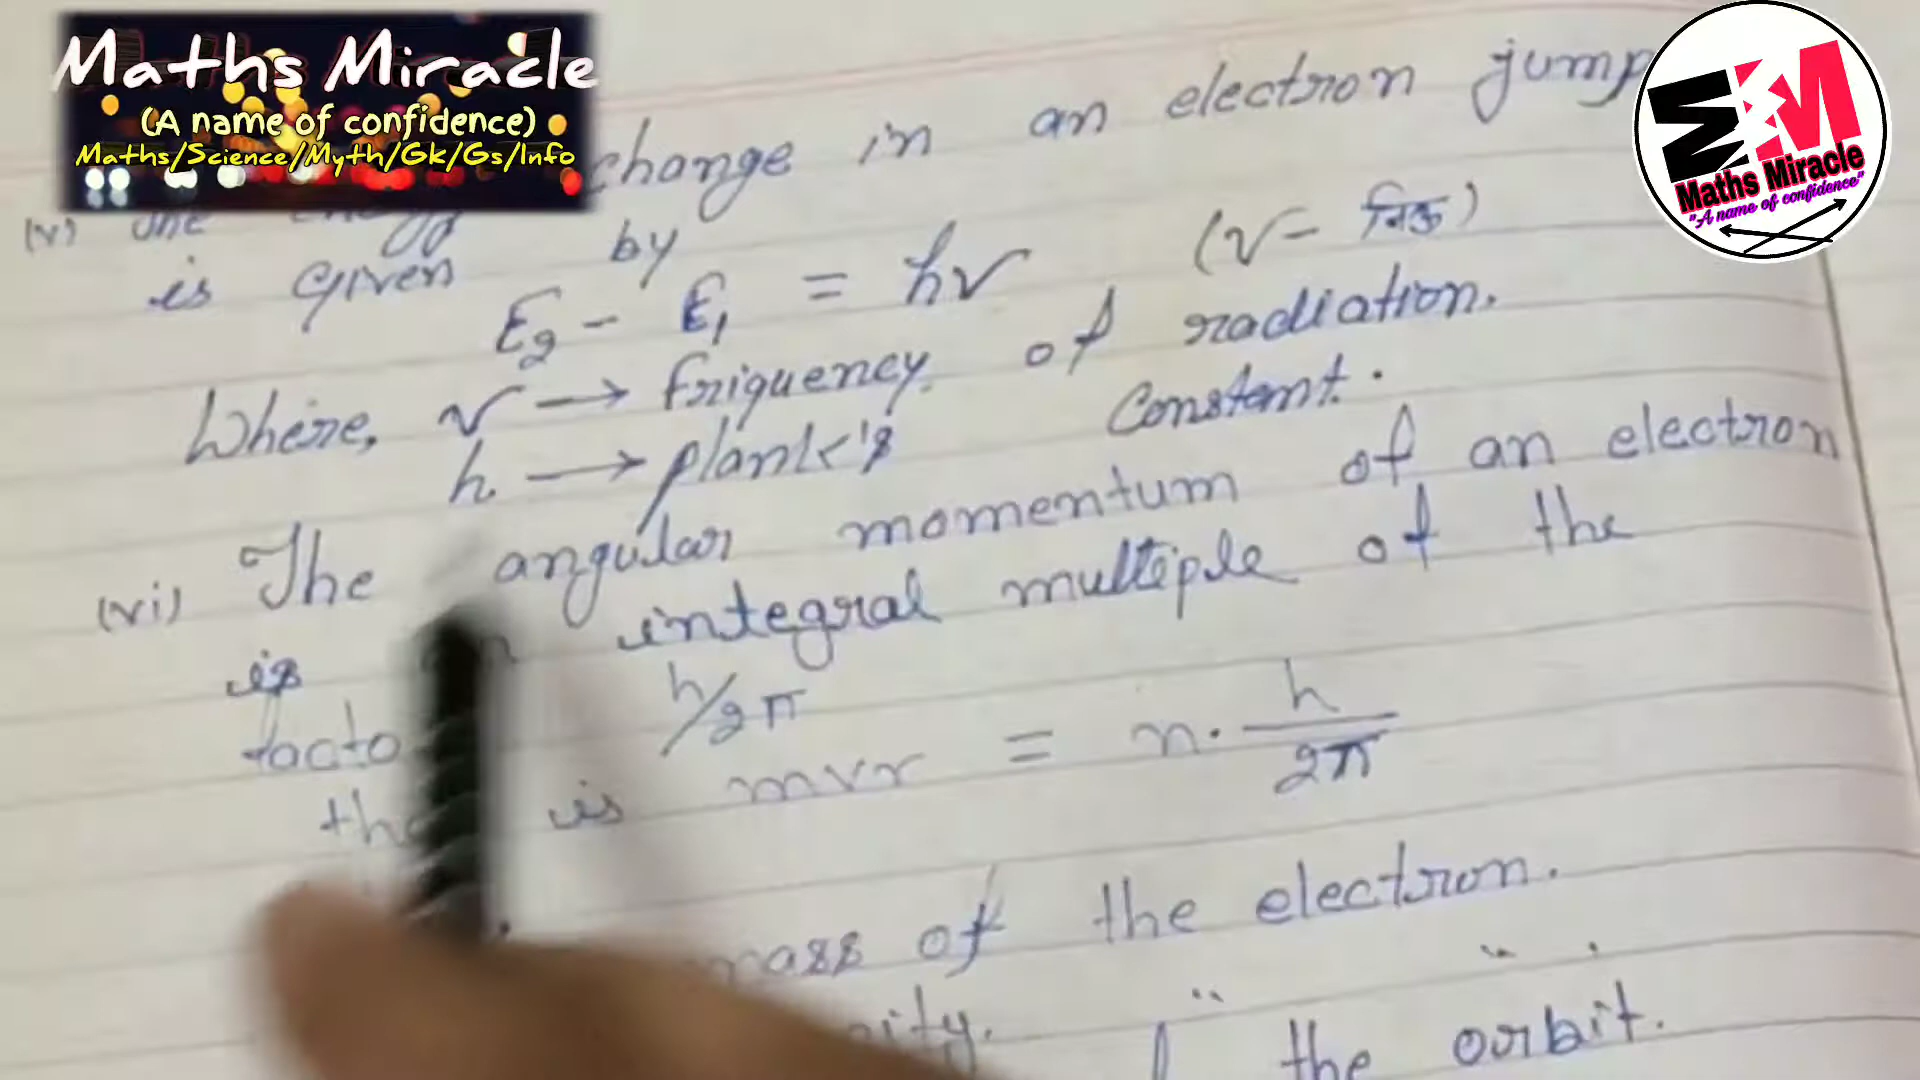 Maths Miracle
(A name of confidence)
Maths/Science/Myth/Gk/Gs/Info
MM
Maths Miracle
"A name of confidence"
(v) The energy change in an electron jump
is given by
E₂ - E₁ = hν (ν - न्यू)
Where, ν → friquency of radiation.
h → plank's Constant.
(vi) The angular momentum of an electron
is an integral multiple of the
facto h/2π
is mvr = n. h/2π
mass of the electron.
the orbit.